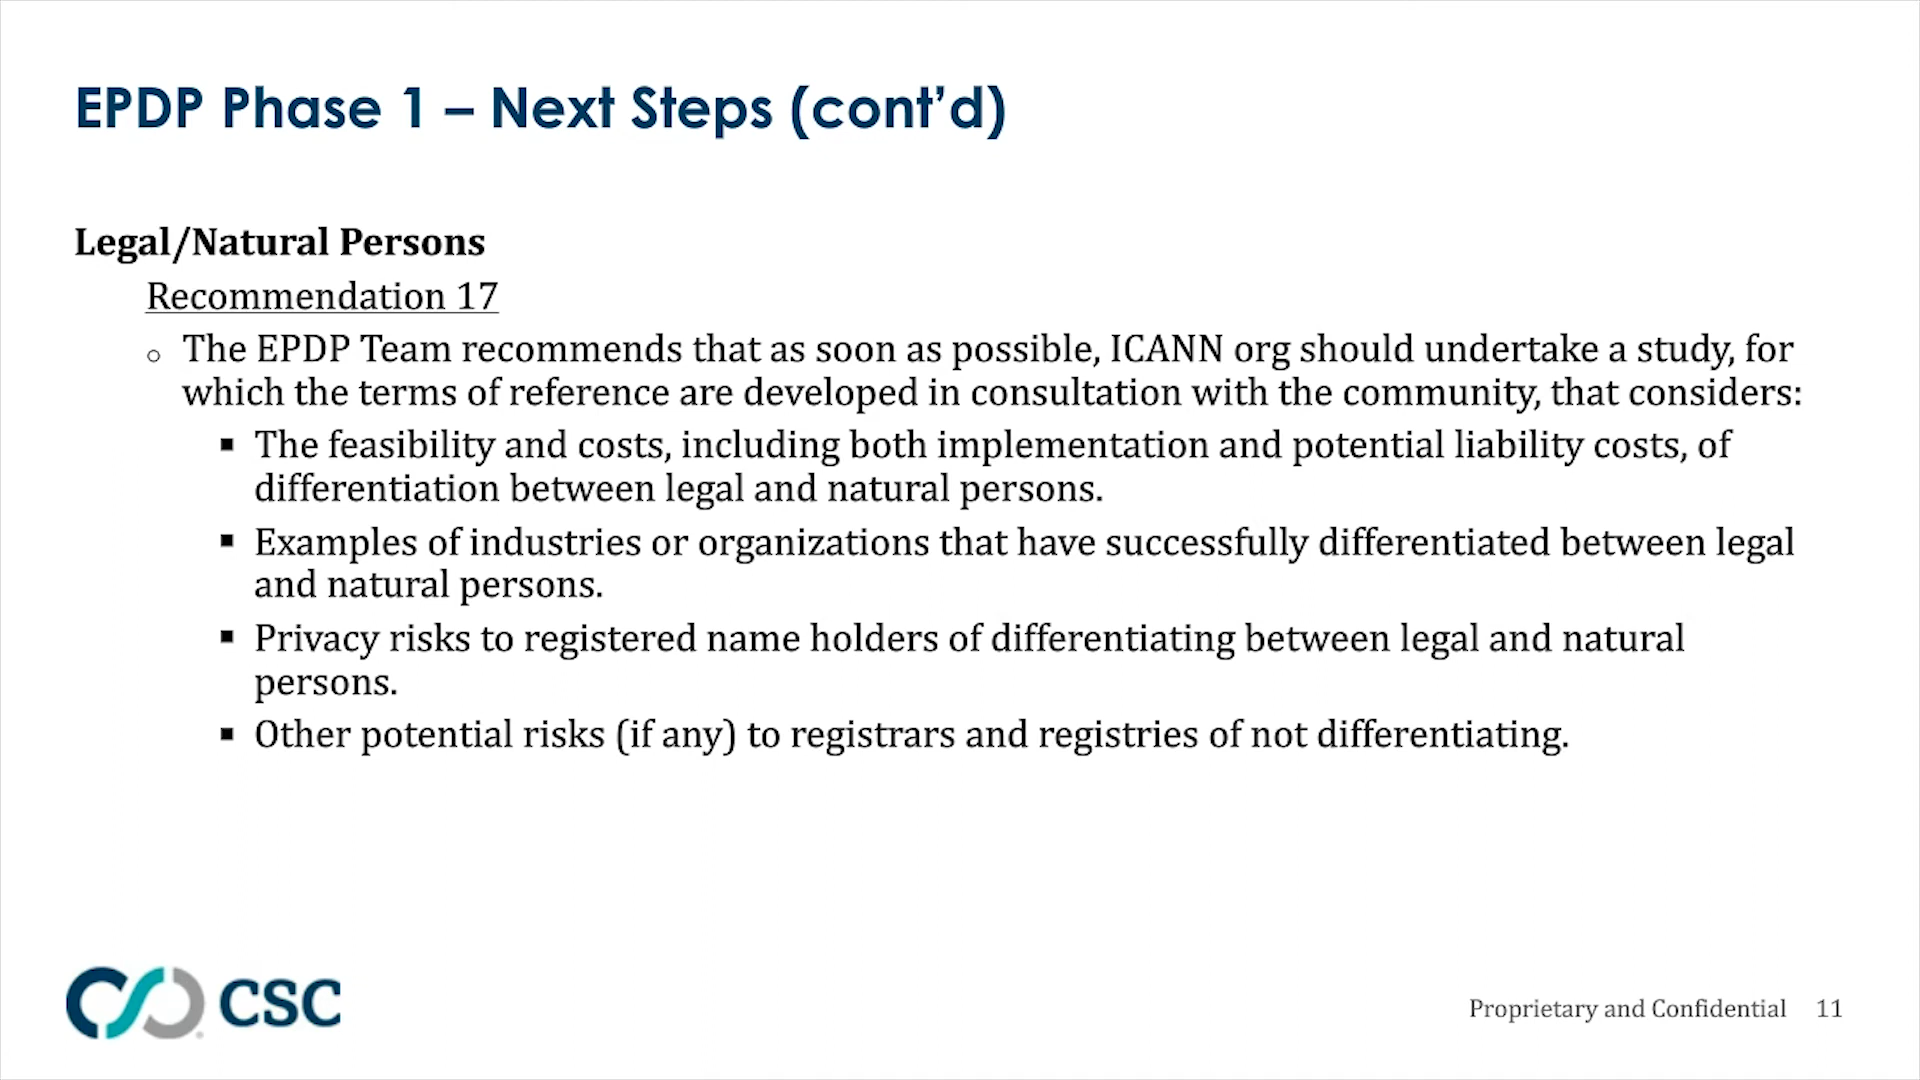 EPDP Phase 1 – Next Steps (cont’d)
Legal/Natural Persons
Recommendation 17
○ The EPDP Team recommends that as soon as possible, ICANN org should undertake a study, for
which the terms of reference are developed in consultation with the community, that considers:
▪ The feasibility and costs, including both implementation and potential liability costs, of
differentiation between legal and natural persons.
▪ Examples of industries or organizations that have successfully differentiated between legal
and natural persons.
▪ Privacy risks to registered name holders of differentiating between legal and natural
persons.
▪ Other potential risks (if any) to registrars and registries of not differentiating.
CSC
Proprietary and Confidential 11